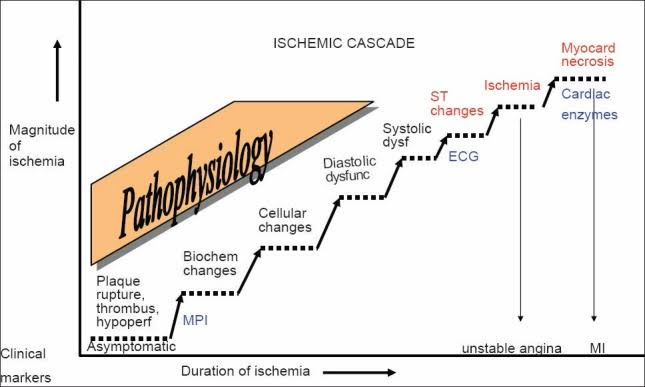 ISCHEMIC CASCADE
Magnitude
of
ischemia
Pathophysiology
Plaque
rupture,
thrombus,
hypoperf
Asymptomatic
MPI
Biochem
changes
Cellular
changes
Diastolic
dysfunc
Systolic
dysf
ST
changes
ECG
Ischemia
Myocard
necrosis
Cardiac
enzymes
unstable angina
MI
Clinical
markers
Duration of ischemia